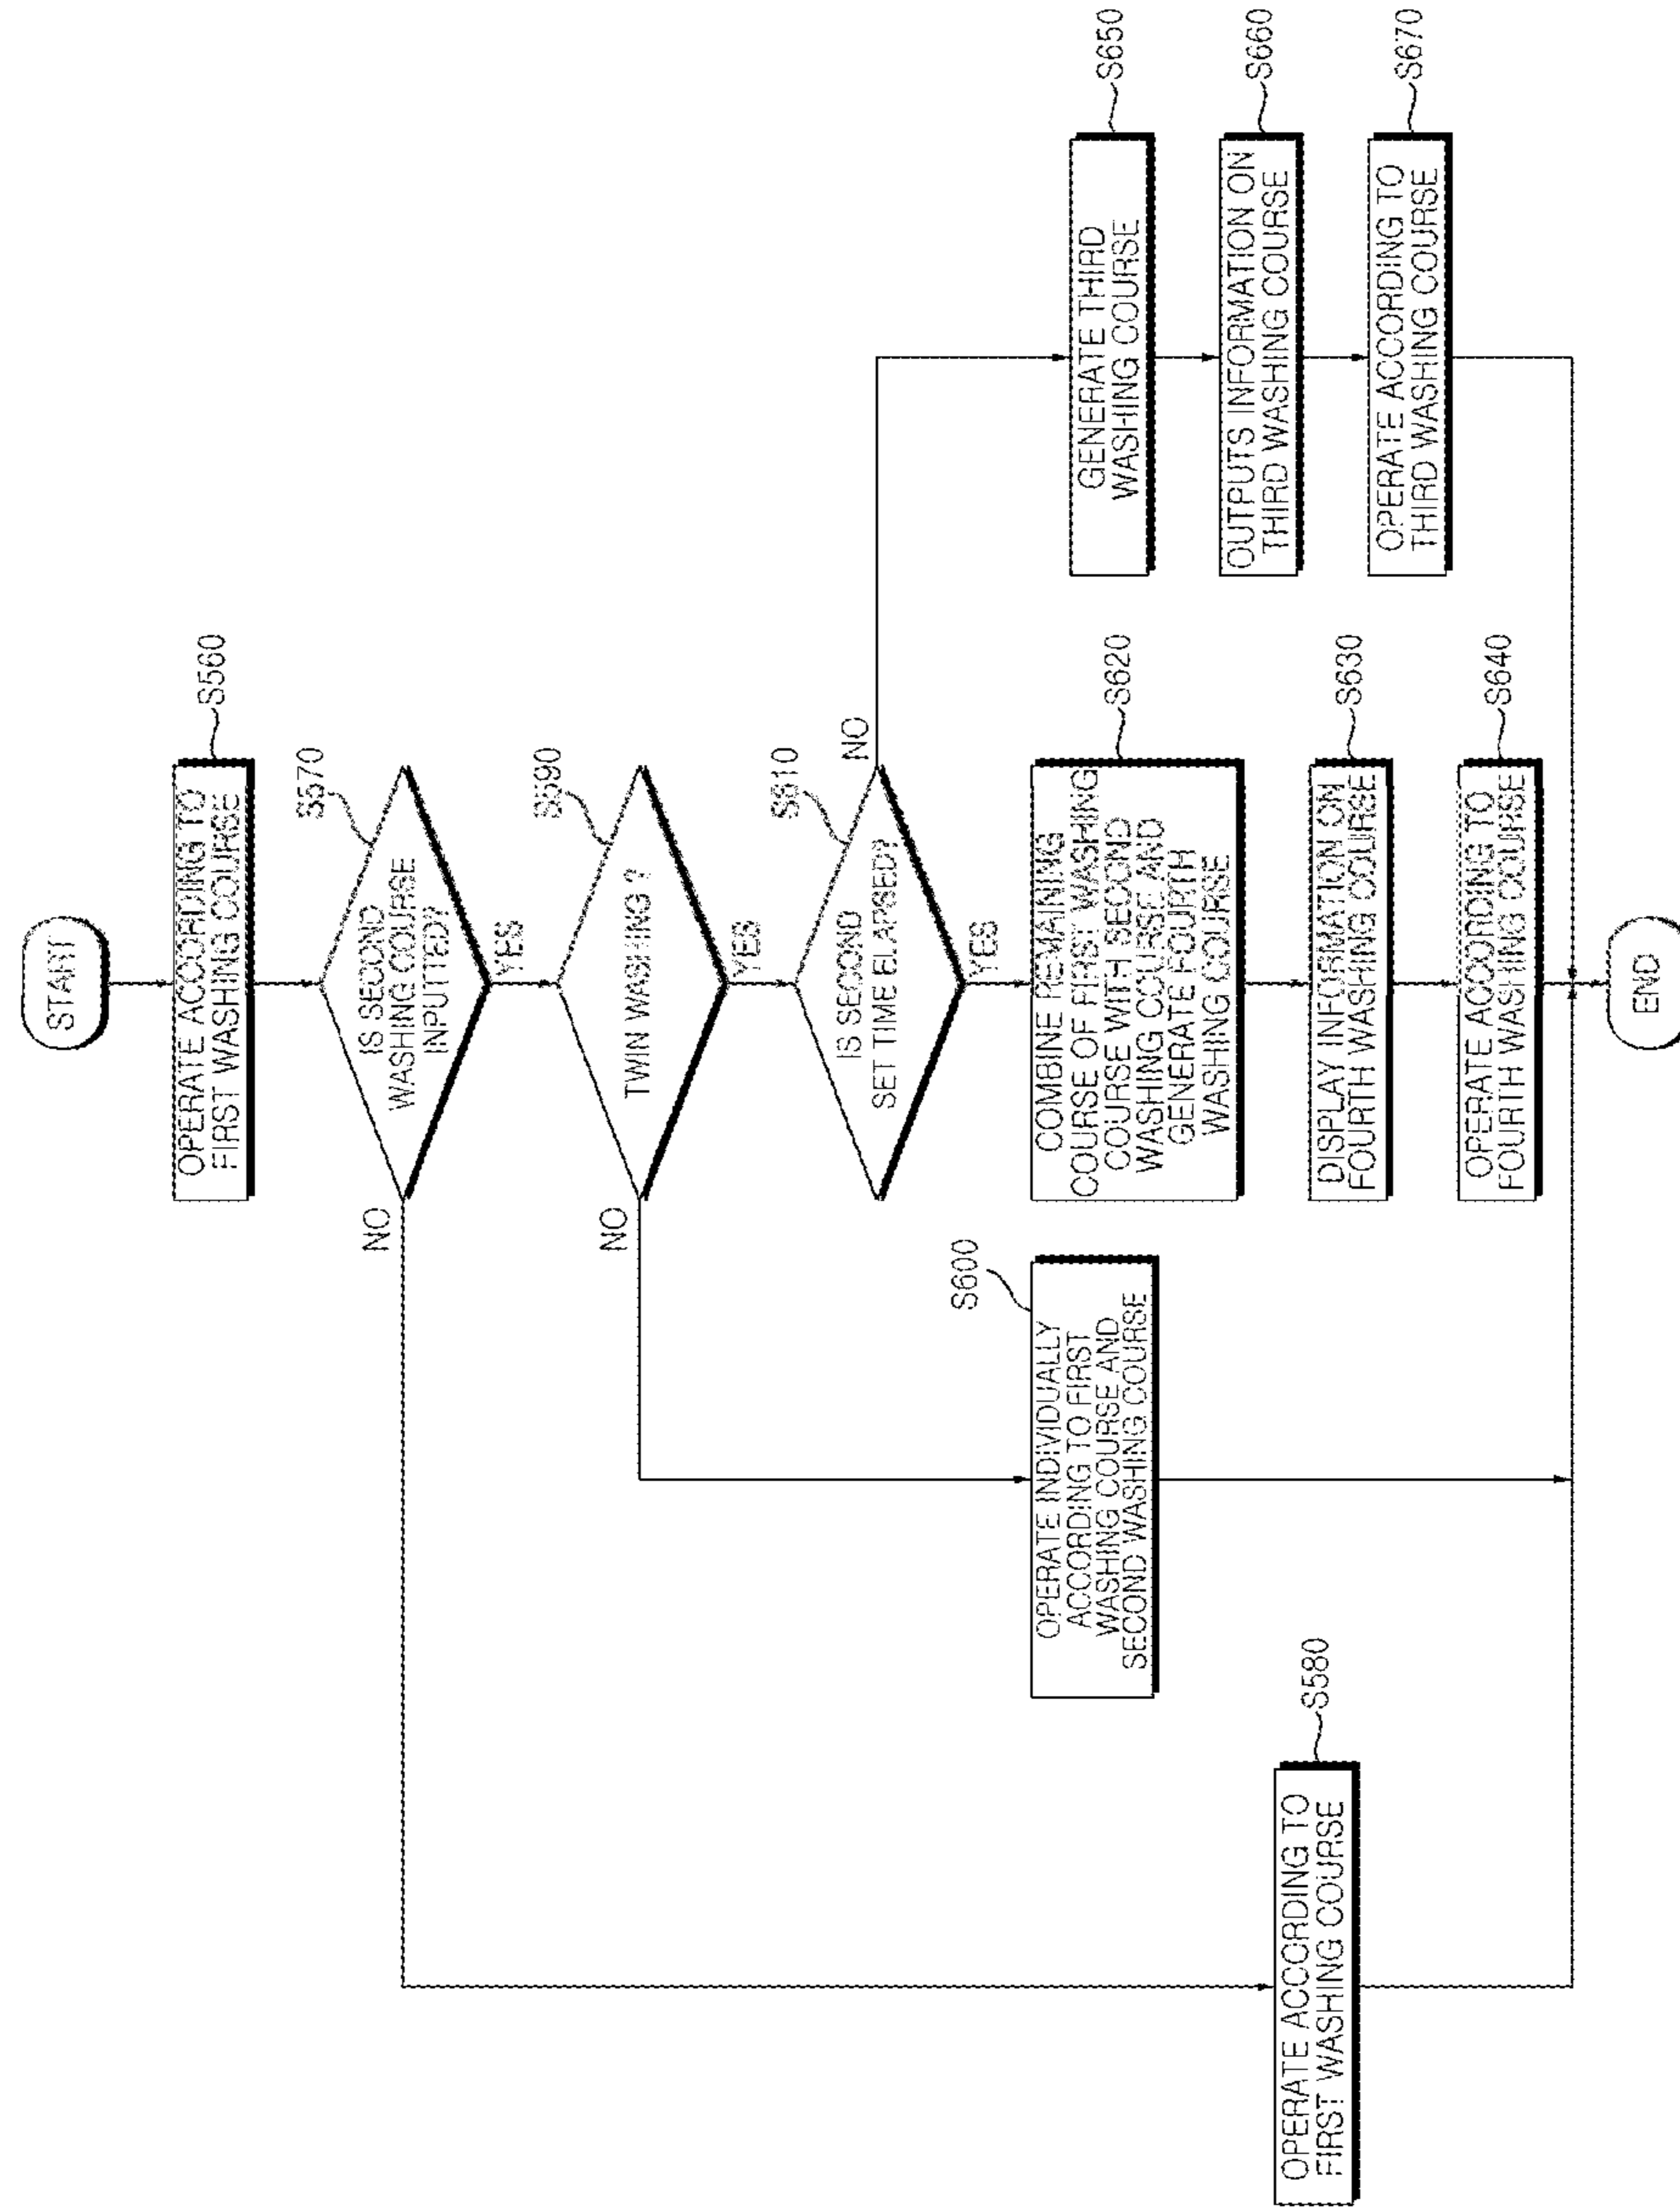 START
OPERATE ACCORDING TO
FIRST WASHING COURSE
S560
IS SECOND
WASHING COURSE
INPUTTED?
S570
NO
YES
TWIN WASHING ?
S590
NO
YES
IS SECOND
SET TIME ELAPSED?
S610
NO
YES
OPERATE ACCORDING TO
FIRST WASHING COURSE
S580
OPERATE INDIVIDUALLY
ACCORDING TO FIRST
WASHING COURSE AND
SECOND WASHING COURSE
S600
COMBINE REMAINING
COURSE OF FIRST WASHING
COURSE WITH SECOND
WASHING COURSE AND
GENERATE FOURTH
WASHING COURSE
S620
DISPLAY INFORMATION ON
FOURTH WASHING COURSE
S630
OPERATE ACCORDING TO
FOURTH WASHING COURSE
S640
GENERATE THIRD
WASHING COURSE
S650
OUTPUTS INFORMATION ON
THIRD WASHING COURSE
S660
OPERATE ACCORDING TO
THIRD WASHING COURSE
S670
END